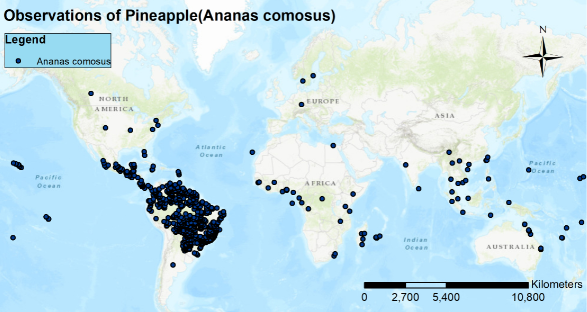 Observations of Pineapple(Ananas comosus)
Legend
Ananas comosus
N
NORTH
AMERICA
EUROPE
ASIA
Atlantic
Ocean
Pacific
Ocean
Pacific
Ocean
AFRICA
Indian
Ocean
AUSTRALIA
Kilometers
0 2,700 5,400 10,800